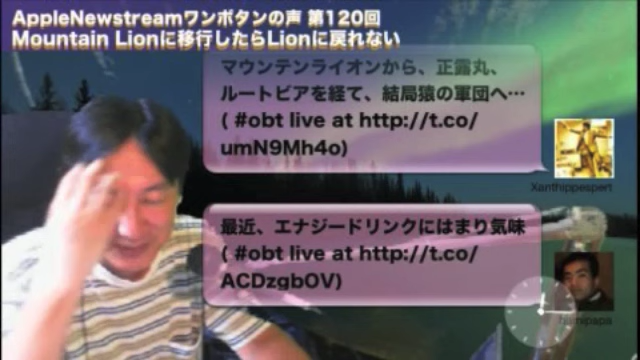 AppleNewstreamワンボタンの声 第120回
Mountain Lionに移行したらLionに戻れない
マウンテンライオンから、正露丸、
ルートビアを経て、結局猿の軍団へ…
( #obt live at http://t.co/
umN9Mh4o)
Xanthippespert
最近、エナジードリンクにはまり気味
( #obt live at http://t.co/
ACDzgbOV)